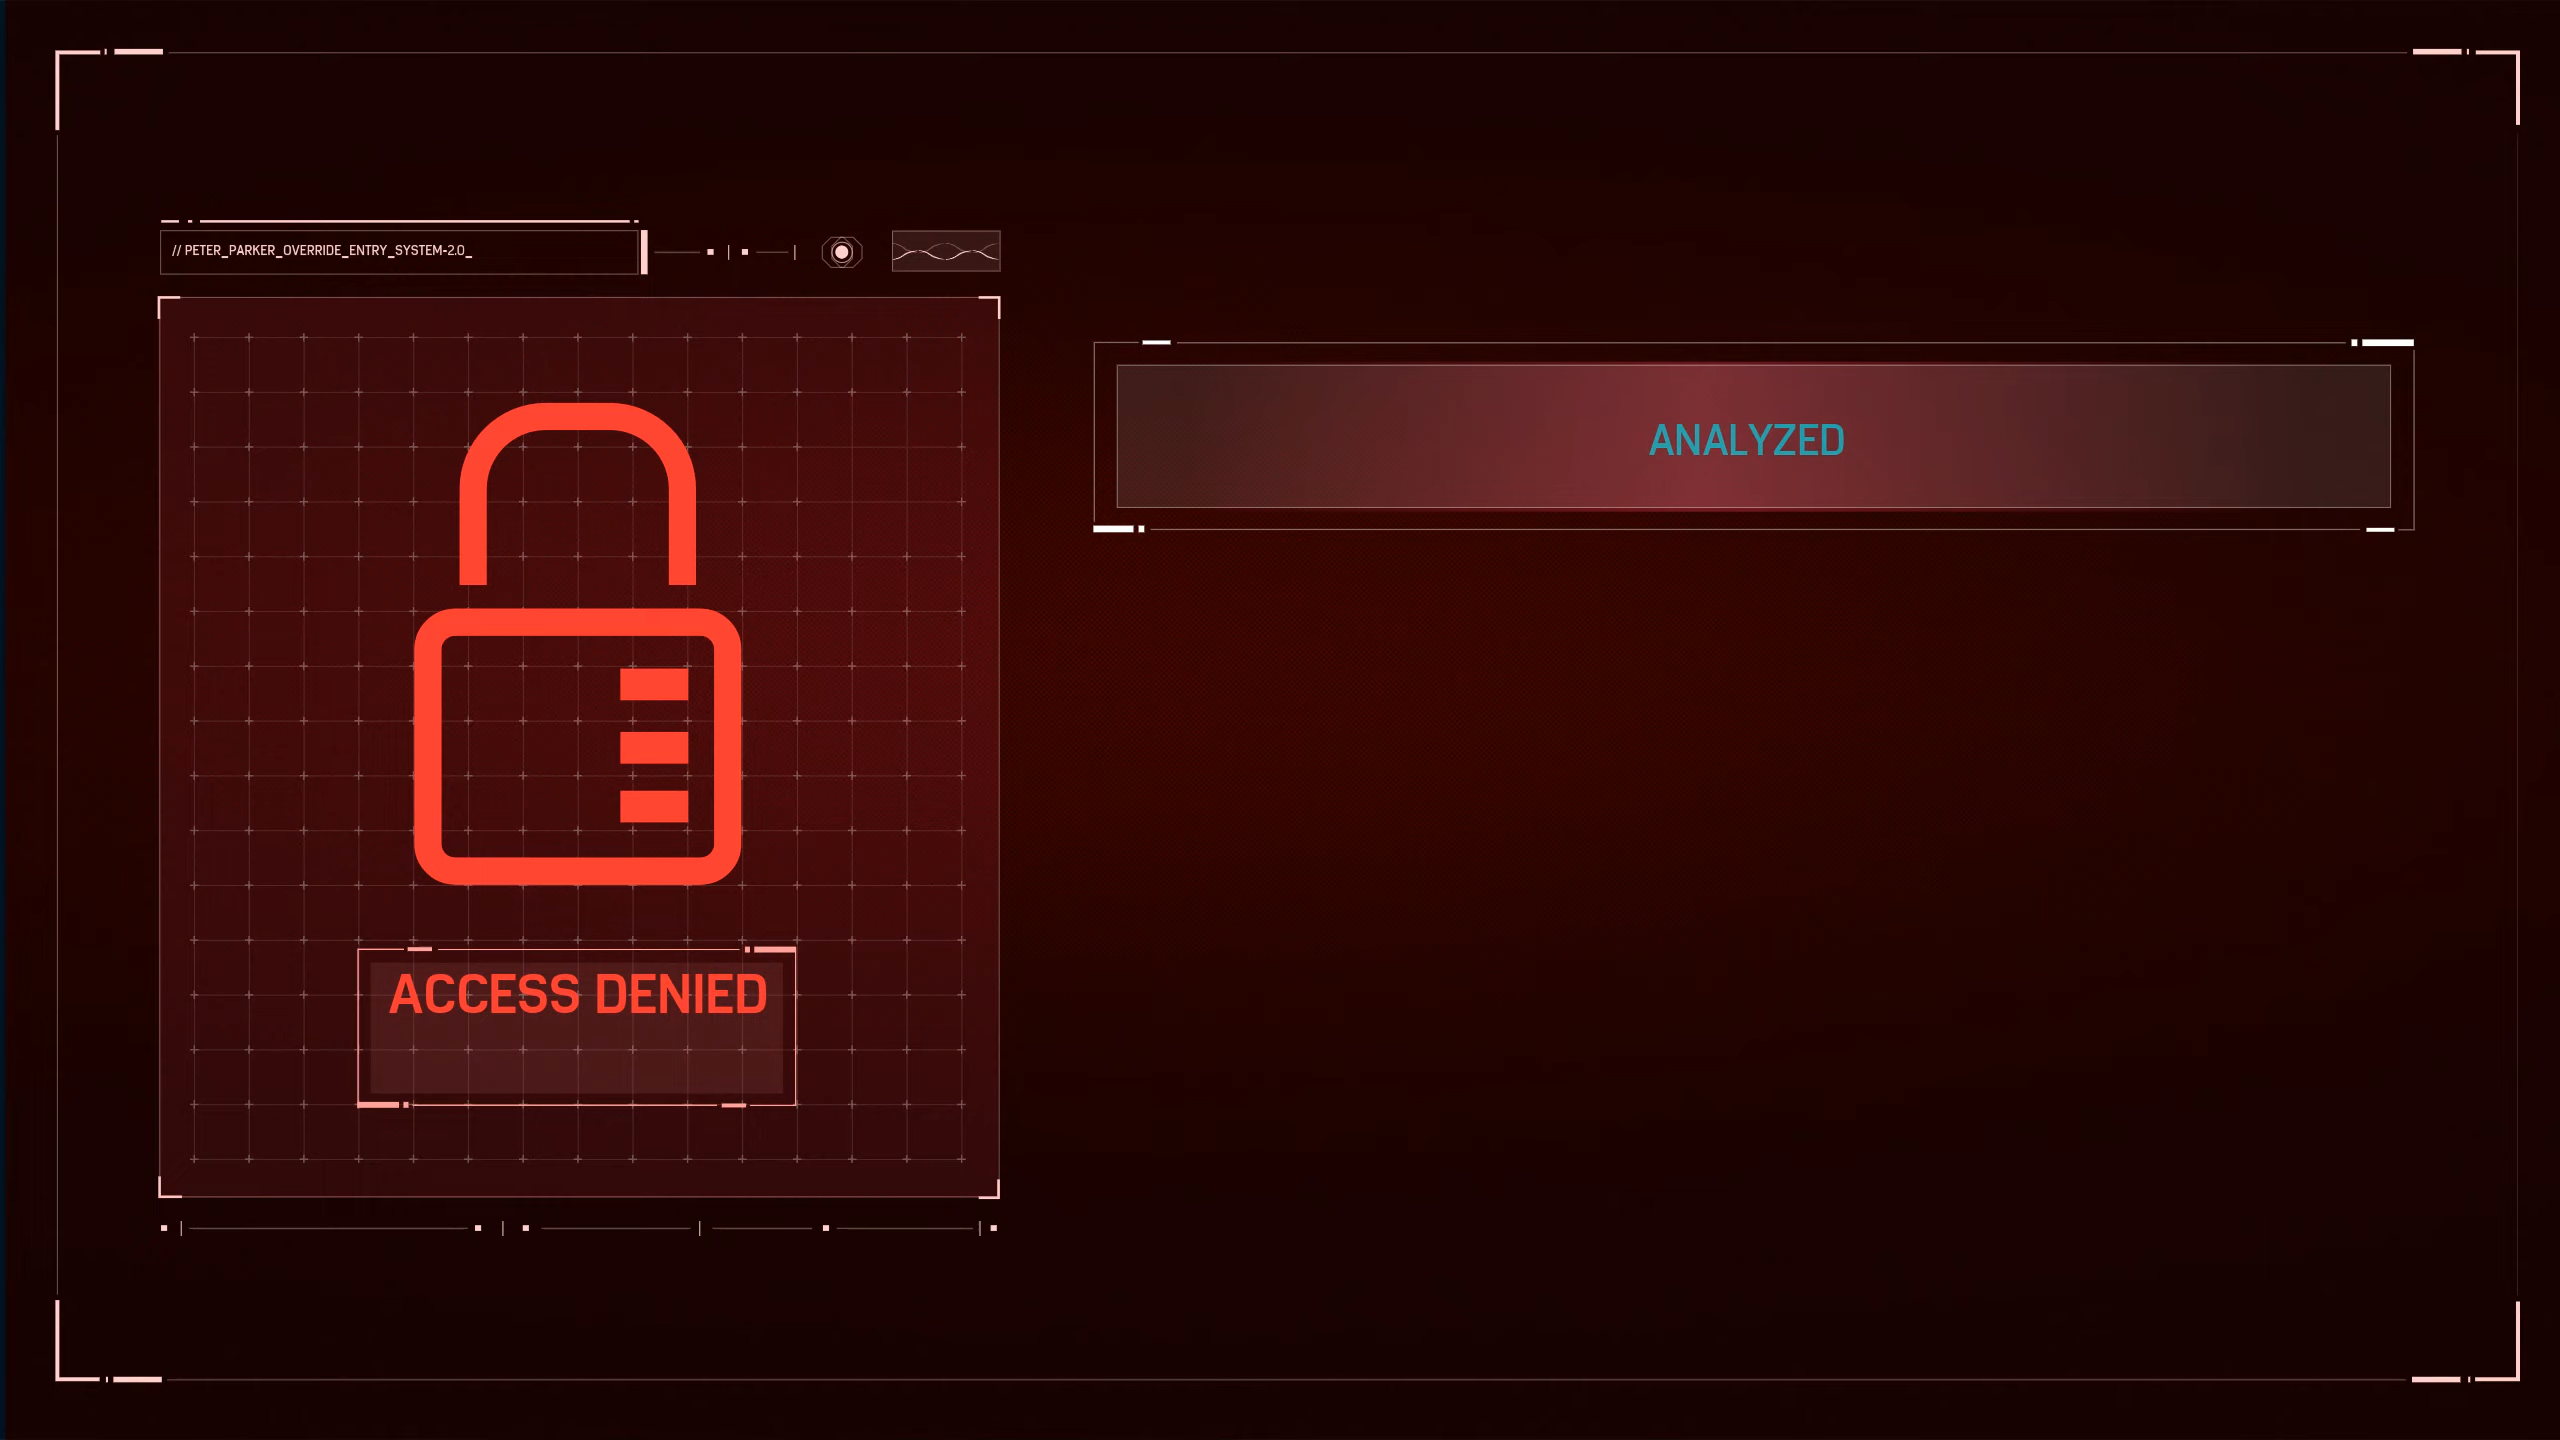 // PETER_PARKER_OVERRIDE_ENTRY_SYSTEM-2.0_
ANALYZED
ACCESS DENIED